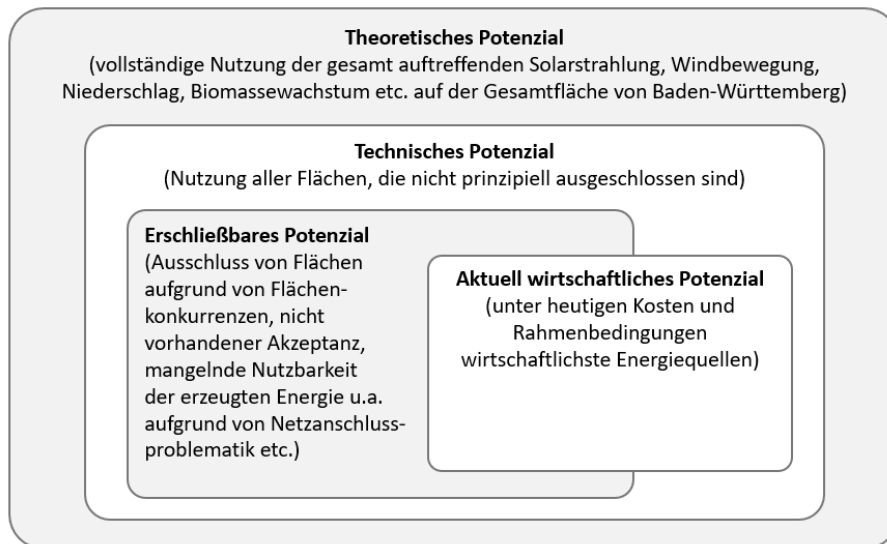 Theoretisches Potenzial
(vollständige Nutzung der gesamt auftreffenden Solarstrahlung, Windbewegung,
Niederschlag, Biomassewachstum etc. auf der Gesamtfläche von Baden-Württemberg)
Technisches Potenzial
(Nutzung aller Flächen, die nicht prinzipiell ausgeschlossen sind)
Erschließbares Potenzial
(Ausschluss von Flächen
aufgrund von Flächen-
konkurrenzen, nicht
vorhandener Akzeptanz,
mangelnde Nutzbarkeit
der erzeugten Energie u.a.
aufgrund von Netzanschluss-
problematik etc.)
Aktuell wirtschaftliches Potenzial
(unter heutigen Kosten und
Rahmenbedingungen
wirtschaftlichste Energiequellen)